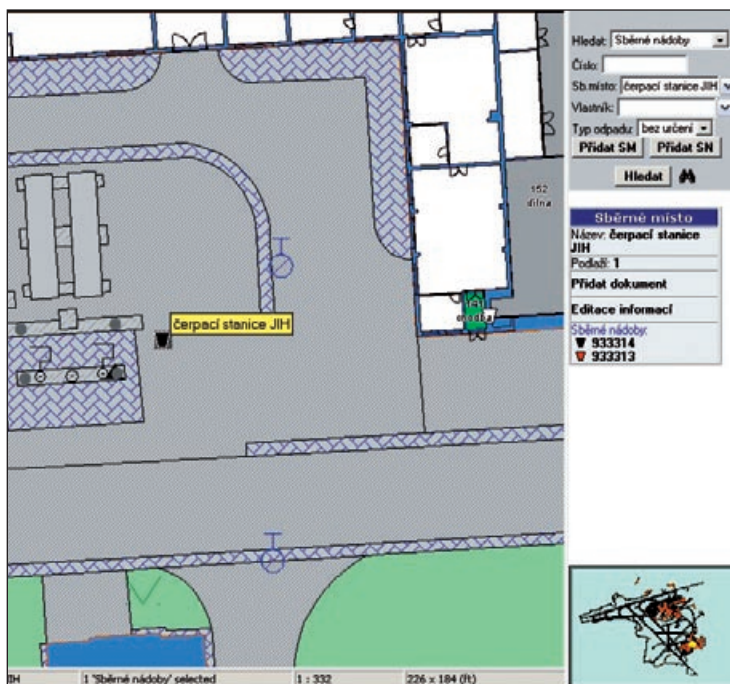 Hledat: Sběrné nádoby
Číslo:
Sb.místo: čerpací stanice JIH
Vlastník:
Typ odpadu: bez určení
Přidat SM Přidat SN
Hledat
152
dílna
Sběrné místo
Název: čerpací stanice
JIH
Podlaží: 1
Přidat dokument
Editace informací
Sběrné nádoby:
933314
933313
chodba
čerpací stanice JIH
JIH 1 'Sběrné nádoby' selected 1 : 332 226 x 184 (ft)